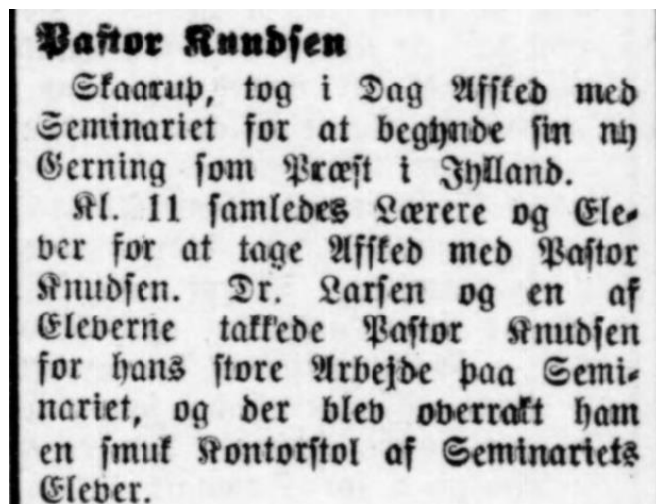 Pastor Knudsen
Skaarup, tog i Dag Afsked med
Seminariet for at begynde sin ny
Gerning som Præst i Jylland.
Kl. 11 samledes Lærere og Ele-
ver for at tage Afsked med Pastor
Knudsen. Dr. Larsen og en af
Eleverne takkede Pastor Knudsen
for hans store Arbejde paa Semi-
nariet, og der blev overrakt ham
en smuk Kontorstol af Seminariets
Elever.